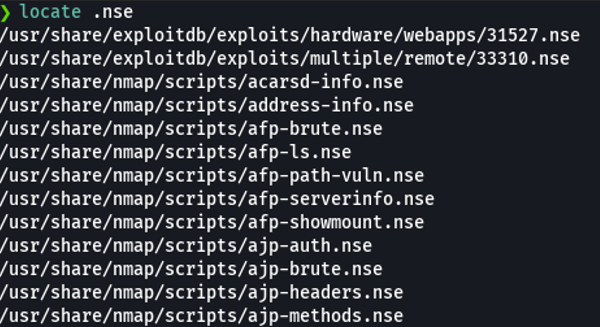 ❯ locate .nse
/usr/share/exploitdb/exploits/hardware/webapps/31527.nse
/usr/share/exploitdb/exploits/multiple/remote/33310.nse
/usr/share/nmap/scripts/acarsd-info.nse
/usr/share/nmap/scripts/address-info.nse
/usr/share/nmap/scripts/afp-brute.nse
/usr/share/nmap/scripts/afp-ls.nse
/usr/share/nmap/scripts/afp-path-vuln.nse
/usr/share/nmap/scripts/afp-serverinfo.nse
/usr/share/nmap/scripts/afp-showmount.nse
/usr/share/nmap/scripts/ajp-auth.nse
/usr/share/nmap/scripts/ajp-brute.nse
/usr/share/nmap/scripts/ajp-headers.nse
/usr/share/nmap/scripts/ajp-methods.nse